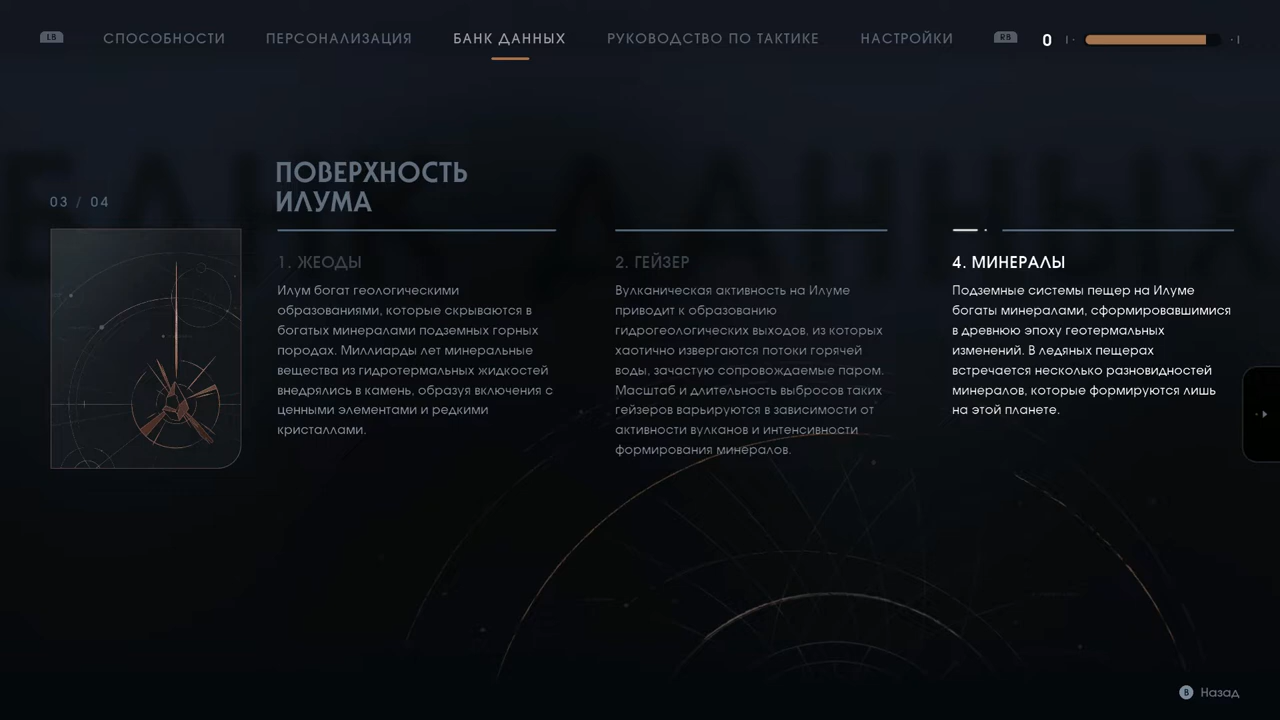 LB
СПОСОБНОСТИ
ПЕРСОНАЛИЗАЦИЯ
БАНК ДАННЫХ
РУКОВОДСТВО ПО ТАКТИКЕ
НАСТРОЙКИ
RB
0
БАНК ДАННЫХ
03 / 04
ПОВЕРХНОСТЬ
ИЛУМА
1. ЖЕОДЫ
Илум богат геологическими
образованиями, которые скрываются в
богатых минералами подземных горных
породах. Миллиарды лет минеральные
вещества из гидротермальных жидкостей
внедрялись в камень, образуя включения с
ценными элементами и редкими
кристаллами.
2. ГЕЙЗЕР
Вулканическая активность на Илуме
приводит к образованию
гидрогеологических выходов, из которых
хаотично извергаются потоки горячей
воды, зачастую сопровождаемые паром.
Масштаб и длительность выбросов таких
гейзеров варьируются в зависимости от
активности вулканов и интенсивности
формирования минералов.
4. МИНЕРАЛЫ
Подземные системы пещер на Илуме
богаты минералами, сформировавшимися
в древнюю эпоху геотермальных
изменений. В ледяных пещерах
встречается несколько разновидностей
минералов, которые формируются лишь
на этой планете.
B Назад